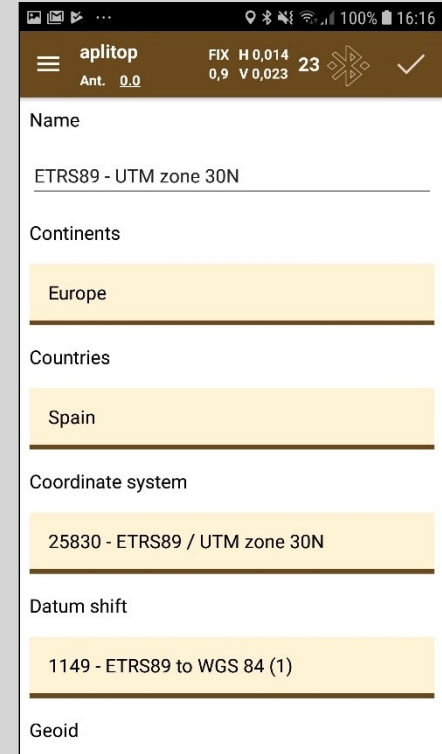 ... 100% 16:16
aplitop FIX H 0,014 23
Ant. 0.0 0,9 V 0,023
Name
ETRS89 - UTM zone 30N
Continents
Europe
Countries
Spain
Coordinate system
25830 - ETRS89 / UTM zone 30N
Datum shift
1149 - ETRS89 to WGS 84 (1)
Geoid